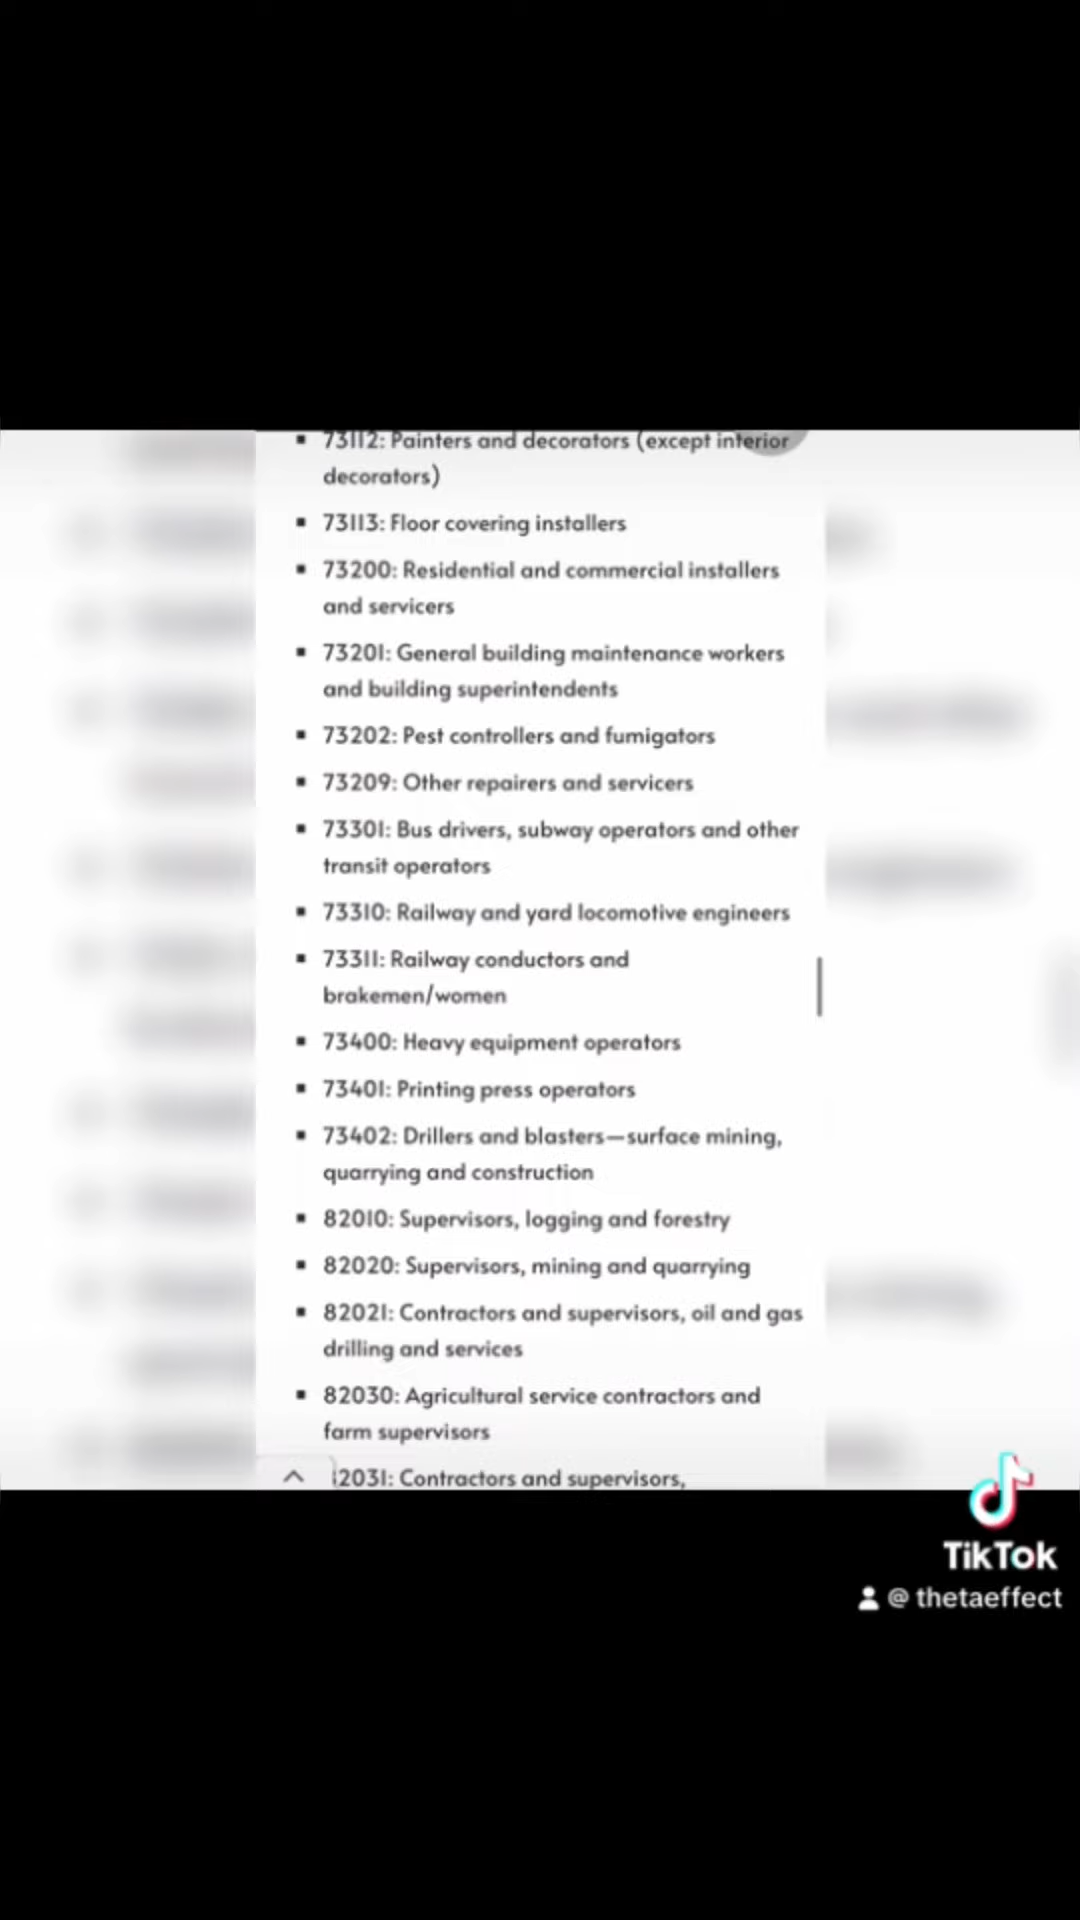 73112: Painters and decorators (except interior
decorators)
73113: Floor covering installers
73200: Residential and commercial installers
and servicers
73201: General building maintenance workers
and building superintendents
73202: Pest controllers and fumigators
73209: Other repairers and servicers
73301: Bus drivers, subway operators and other
transit operators
73310: Railway and yard locomotive engineers
73311: Railway conductors and
brakemen/women
73400: Heavy equipment operators
73401: Printing press operators
73402: Drillers and blasters—surface mining,
quarrying and construction
82010: Supervisors, logging and forestry
82020: Supervisors, mining and quarrying
82021: Contractors and supervisors, oil and gas
drilling and services
82030: Agricultural service contractors and
farm supervisors
2031: Contractors and supervisors,
TikTok
@ thetaeffect